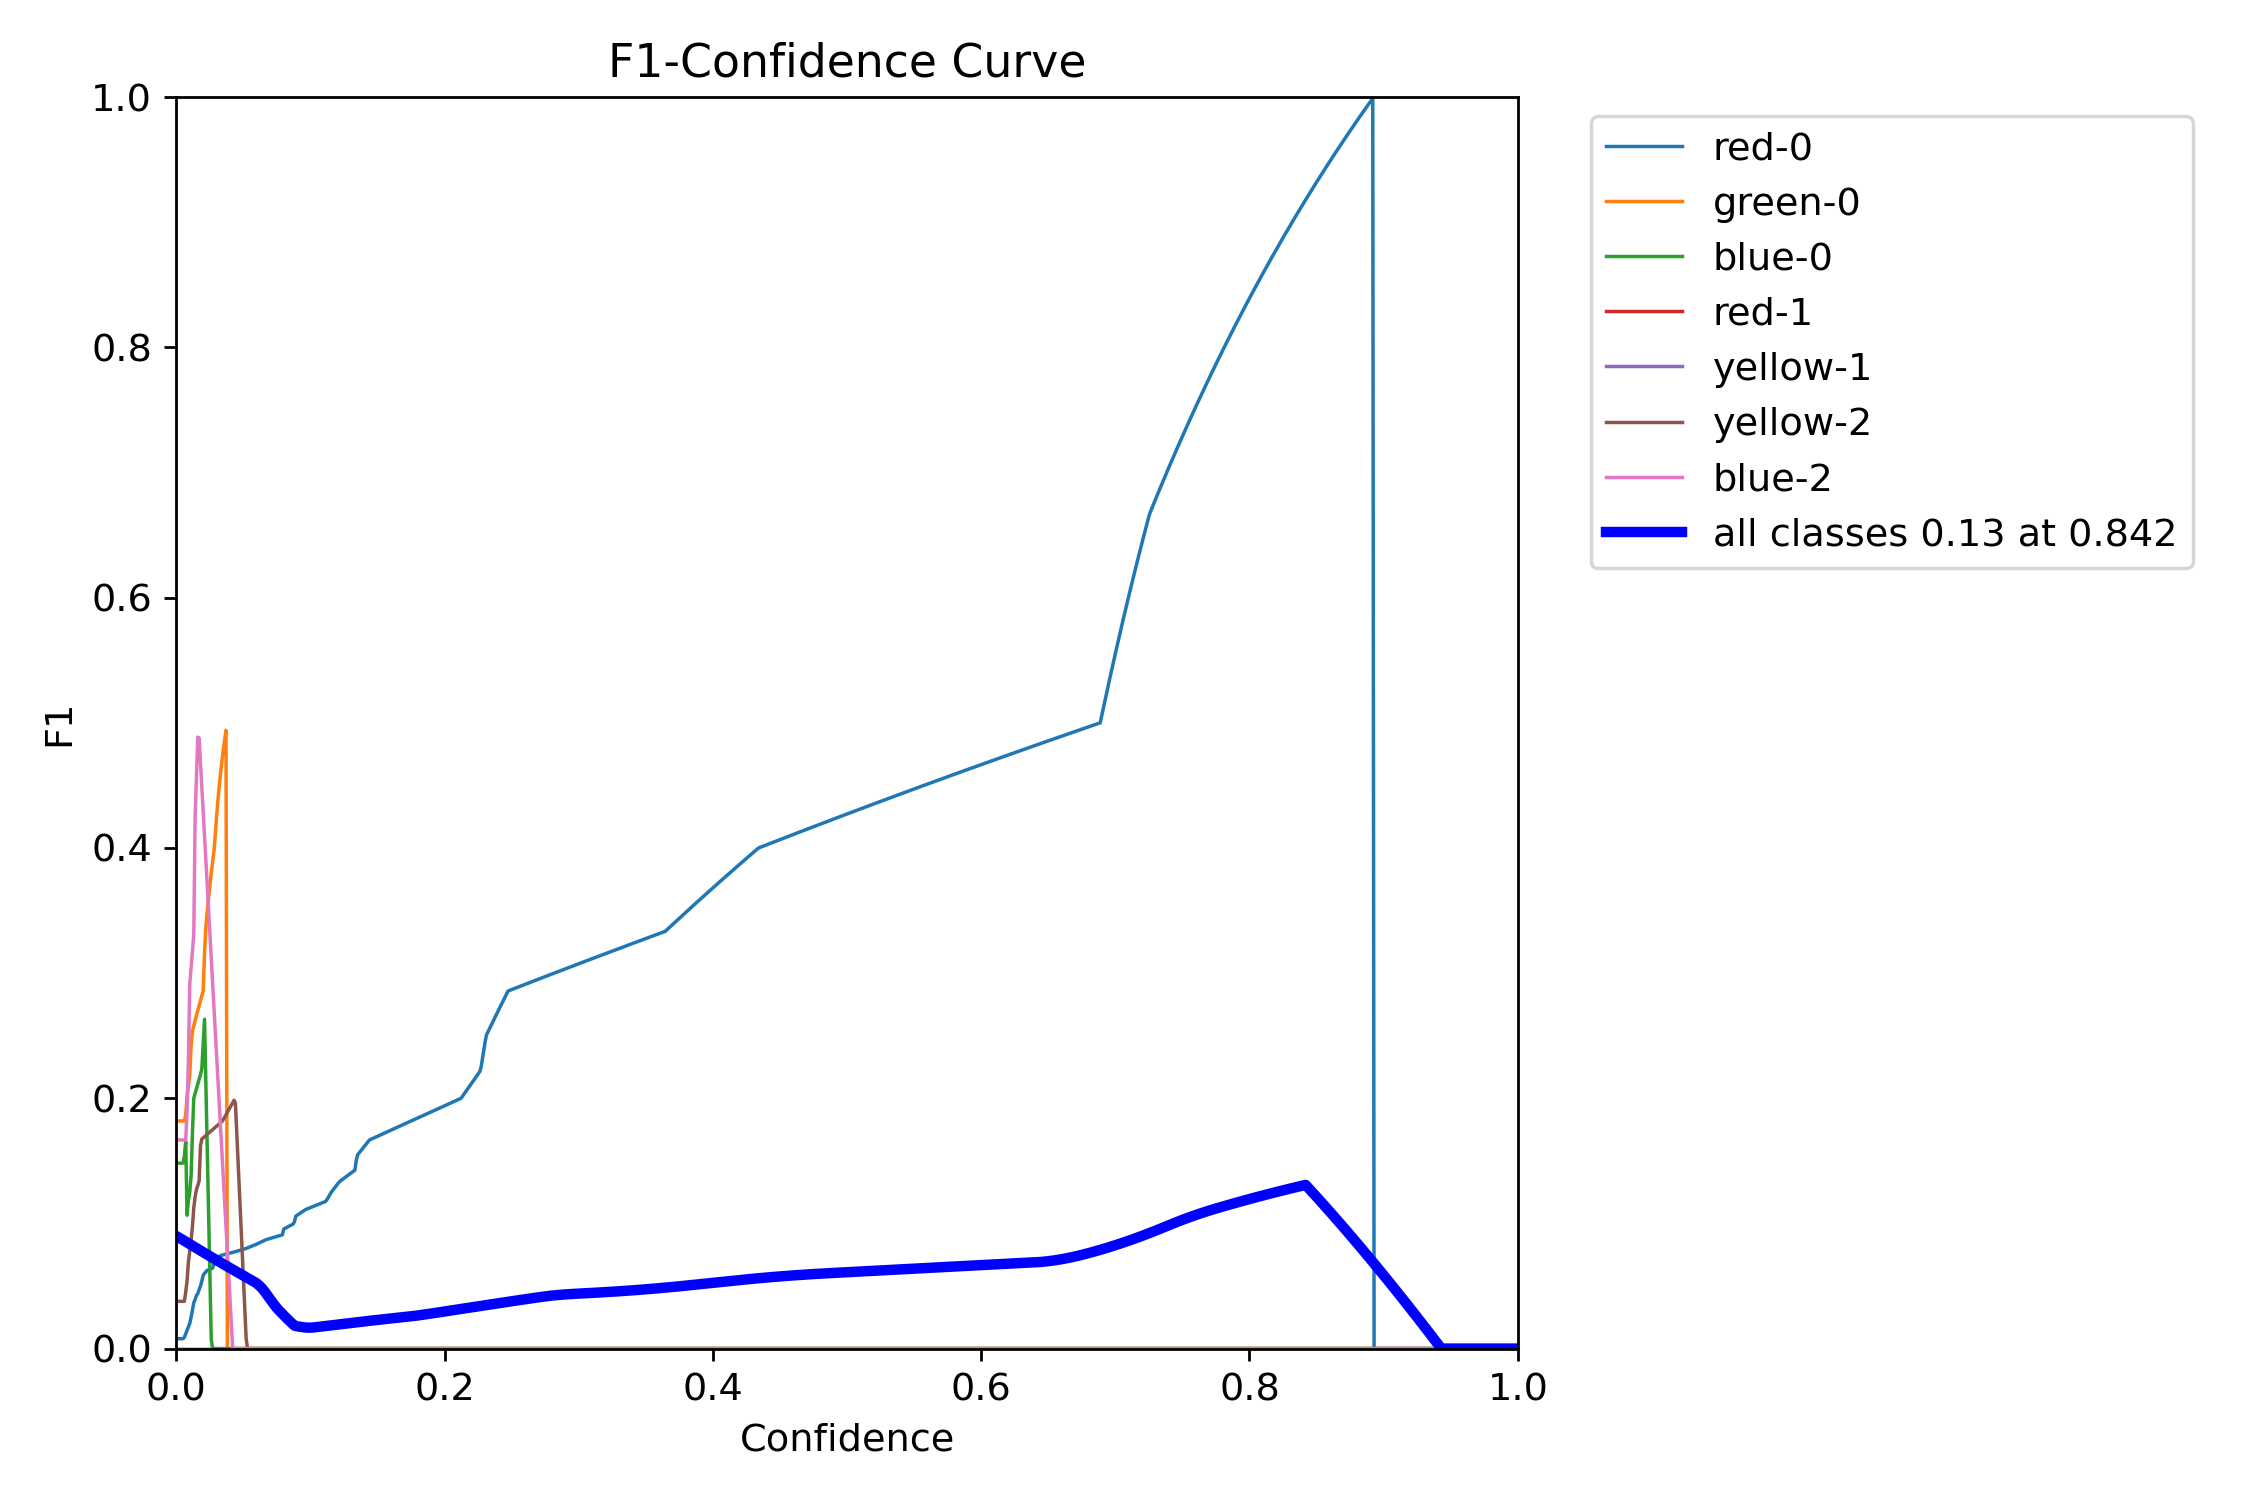 F1-Confidence Curve
1.0
0.8
0.6
0.4
0.2
0.0
F1
0.0 0.2 0.4 0.6 0.8 1.0
Confidence
red-0
green-0
blue-0
red-1
yellow-1
yellow-2
blue-2
all classes 0.13 at 0.842